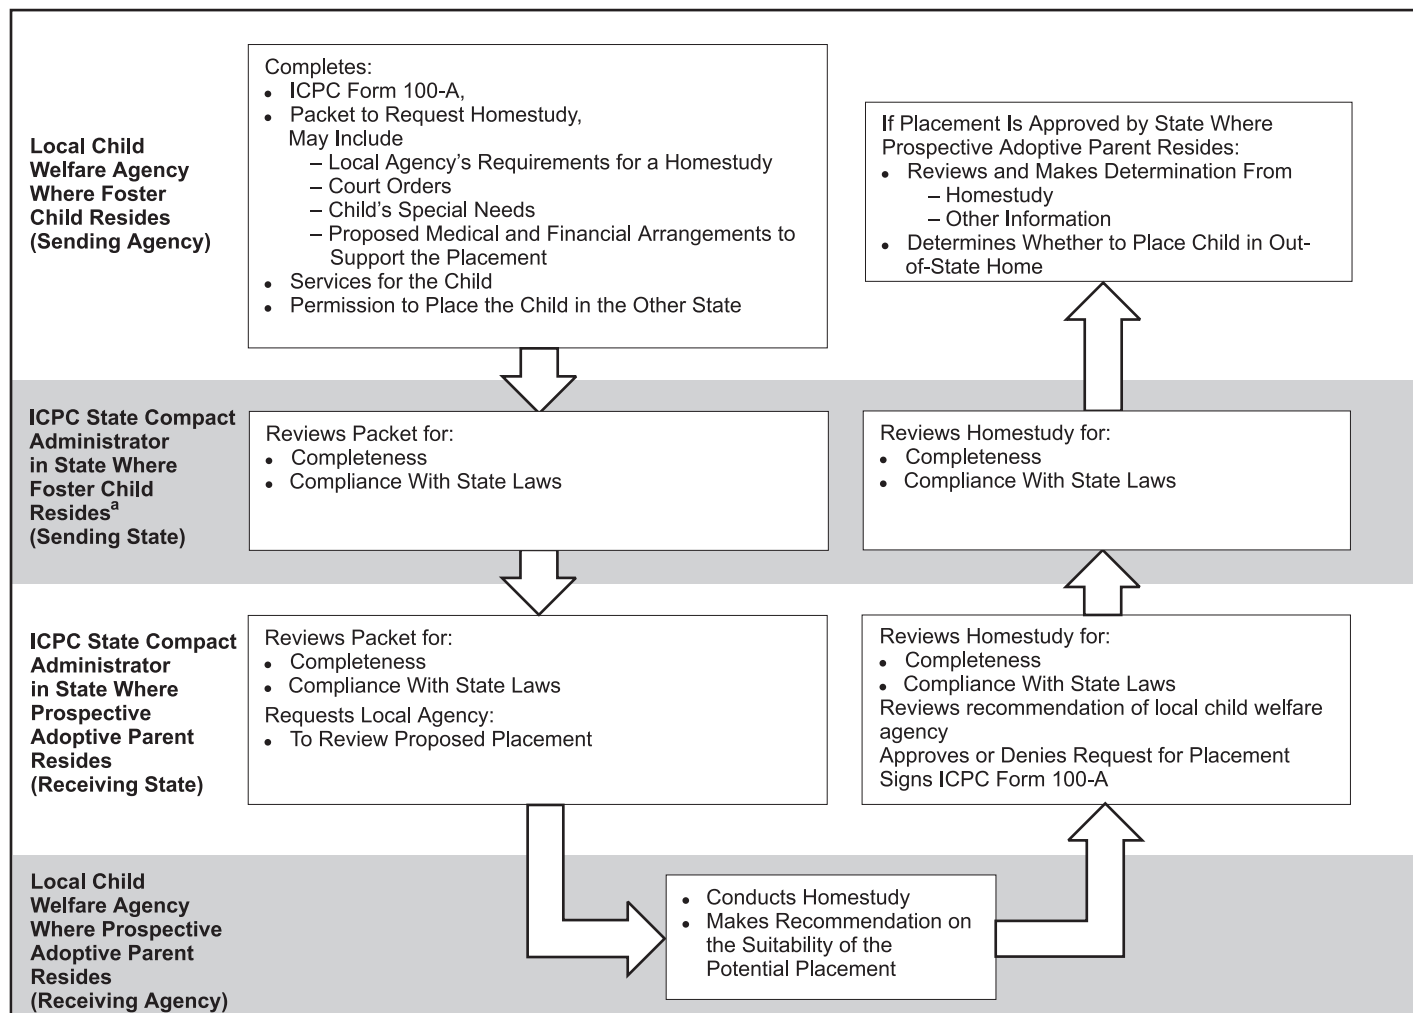 Local Child
Welfare Agency
Where Foster
Child Resides
(Sending Agency)
Completes:
• ICPC Form 100-A,
• Packet to Request Homestudy,
May Include
– Local Agency's Requirements for a Homestudy
– Court Orders
– Child's Special Needs
– Proposed Medical and Financial Arrangements to
Support the Placement
• Services for the Child
• Permission to Place the Child in the Other State
If Placement Is Approved by State Where
Prospective Adoptive Parent Resides:
• Reviews and Makes Determination From
– Homestudy
– Other Information
• Determines Whether to Place Child in Out-
of-State Home
ICPC State Compact
Administrator
in State Where
Foster Child
Resides^a
(Sending State)
Reviews Packet for:
• Completeness
• Compliance With State Laws
Reviews Homestudy for:
• Completeness
• Compliance With State Laws
ICPC State Compact
Administrator
in State Where
Prospective
Adoptive Parent
Resides
(Receiving State)
Reviews Packet for:
• Completeness
• Compliance With State Laws
Requests Local Agency:
• To Review Proposed Placement
Reviews Homestudy for:
• Completeness
• Compliance With State Laws
Reviews recommendation of local child welfare
agency
Approves or Denies Request for Placement
Signs ICPC Form 100-A
Local Child
Welfare Agency
Where Prospective
Adoptive Parent
Resides
(Receiving Agency)
• Conducts Homestudy
• Makes Recommendation on
the Suitability of the
Potential Placement